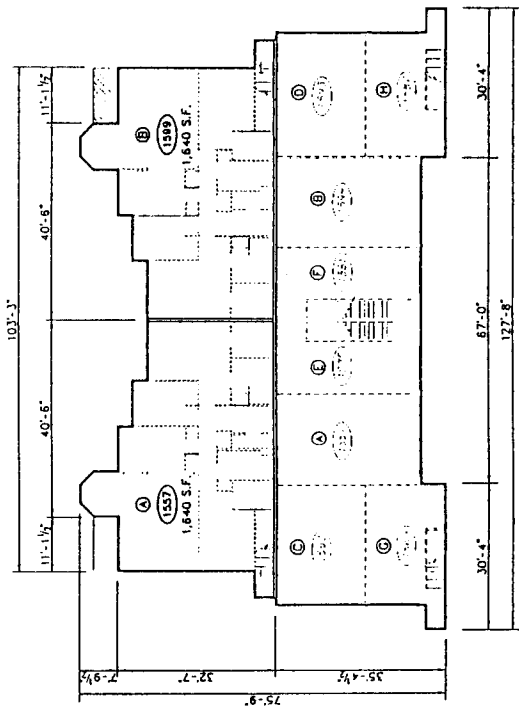 103'-3"
11'-1½"
40'-6"
40'-6"
11'-1½"
A
1557
1,640 S.F.
B
1599
1,640 S.F.
C
G
A
E
F
B
D
H
7'-9½"
32'-7"
35'-4½"
75'-9"
30'-4"
67'-0"
30'-4"
127'-8"